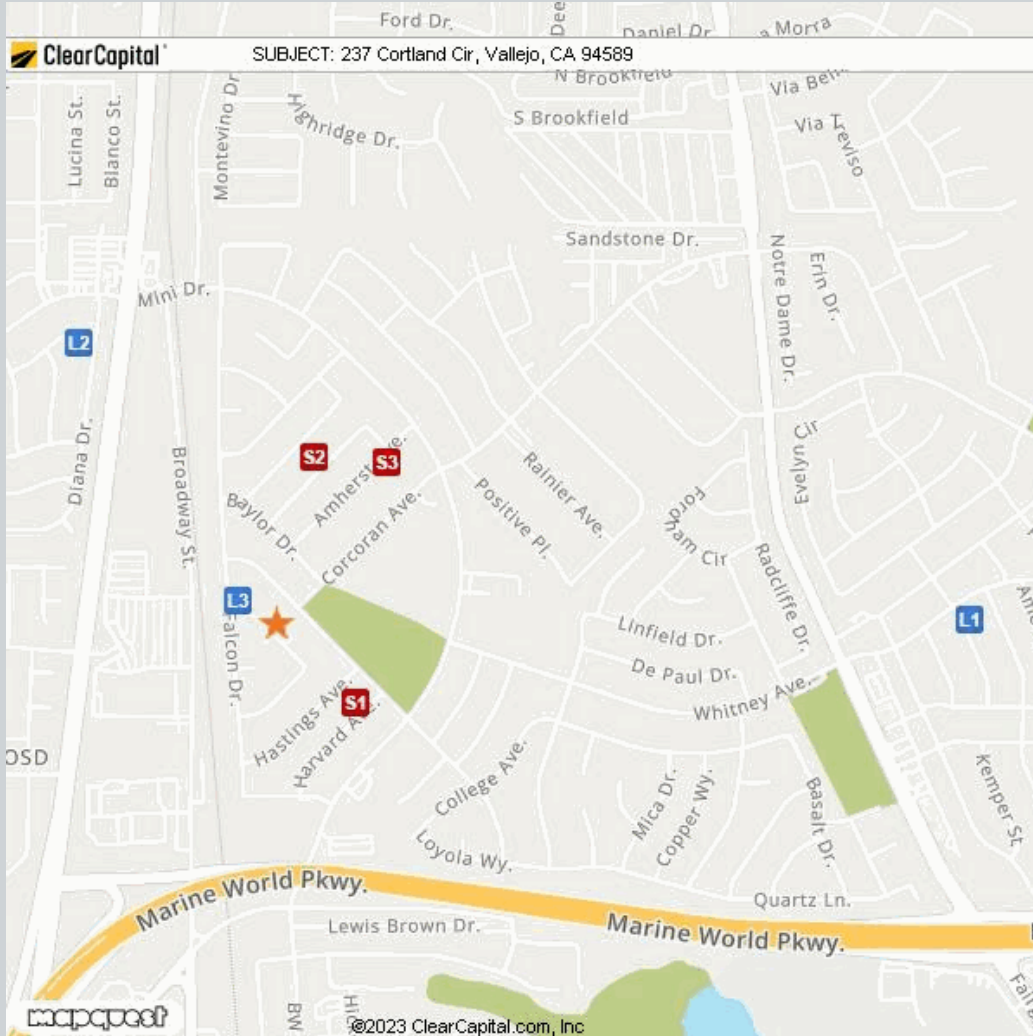 Ford Dr.
Dee
Daniel Dr
a Morra
ClearCapital
SUBJECT: 237 Cortland Cir, Vallejo, CA 94589
N Brookfield
Via Bell
Lucina St.
Blanco St.
Montevino Dr
Highridge Dr.
S Brookfield
Via Treviso
Sandstone Dr.
Notre Dame Dr.
Erin Dr.
Mini Dr.
L2
Diana Dr.
Broadway St.
S2
Amherst Ave.
S3
Baylor Dr.
Corcoran Ave.
Rainier Ave.
Positive Pl.
Evelyn Cir
Fordham Cir
Radcliffe Dr.
L3
Falcon Dr.
L1
Linfield Dr.
De Paul Dr.
Whitney Ave.
Hastings Ave.
S1
Harvard Ave.
OSD
College Ave.
Mica Dr.
Copper Wy.
Basalt Dr.
Kemper St
Loyola Wy.
Marine World Pkwy.
Quartz Ln.
Lewis Brown Dr.
Marine World Pkwy.
mapquest
BW
©2023 ClearCapital.com, Inc